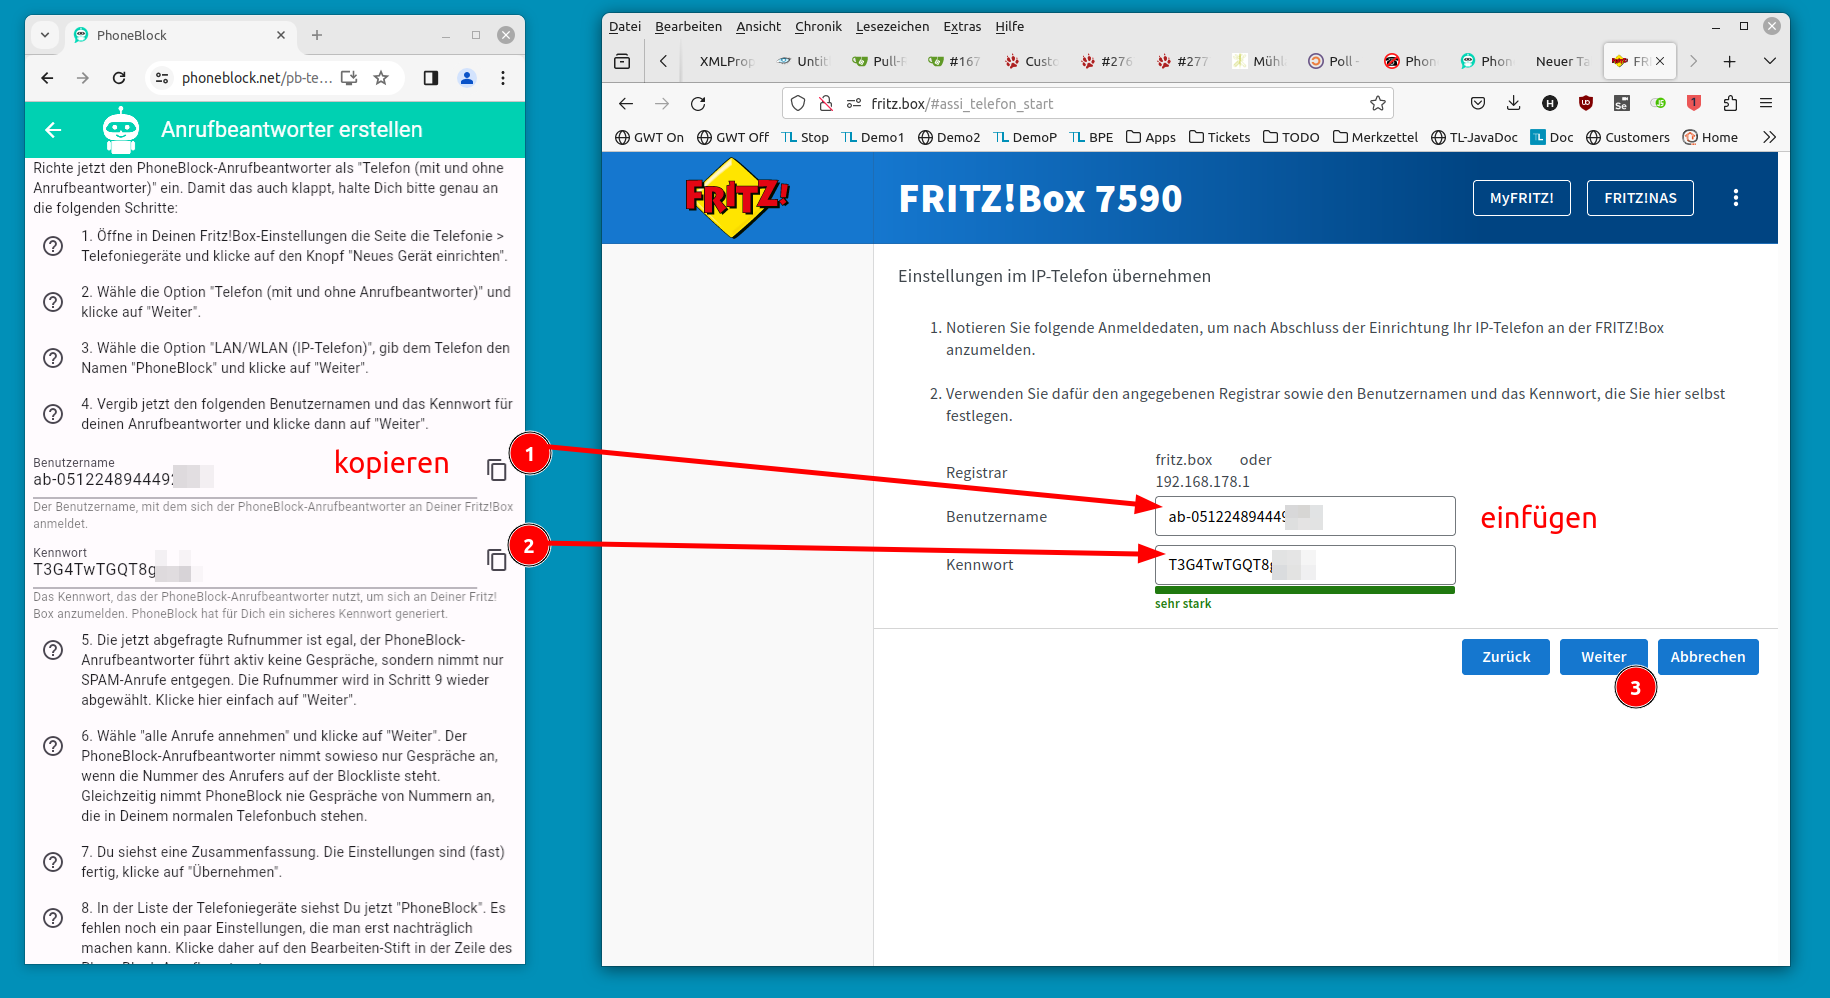 PhoneBlock
phoneblock.net/pb-te...
Anrufbeantworter erstellen
Richte jetzt den PhoneBlock-Anrufbeantworter als "Telefon (mit und ohne
Anrufbeantworter)" ein. Damit das auch klappt, halte Dich bitte genau an
die folgenden Schritte:
1. Öffne in Deinen Fritz!Box-Einstellungen die Seite die Telefonie >
Telefoniegeräte und klicke auf den Knopf "Neues Gerät einrichten".
2. Wähle die Option "Telefon (mit und ohne Anrufbeantworter)" und
klicke auf "Weiter".
3. Wähle die Option "LAN/WLAN (IP-Telefon)", gib dem Telefon den
Namen "PhoneBlock" und klicke auf "Weiter".
4. Vergib jetzt den folgenden Benutzernamen und das Kennwort für
deinen Anrufbeantworter und klicke dann auf "Weiter".
Benutzername
ab-0512248944492
kopieren
1
Der Benutzername, mit dem sich der PhoneBlock-Anrufbeantworter an Deiner Fritz!Box
anmeldet.
Kennwort
T3G4TwTGQT8g
2
Das Kennwort, das der PhoneBlock-Anrufbeantworter nutzt, um sich an Deiner Fritz!
Box anzumelden. PhoneBlock hat für Dich ein sicheres Kennwort generiert.
5. Die jetzt abgefragte Rufnummer ist egal, der PhoneBlock-
Anrufbeantworter führt aktiv keine Gespräche, sondern nimmt nur
SPAM-Anrufe entgegen. Die Rufnummer wird in Schritt 9 wieder
abgewählt. Klicke hier einfach auf "Weiter".
6. Wähle "alle Anrufe annehmen" und klicke auf "Weiter". Der
PhoneBlock-Anrufbeantworter nimmt sowieso nur Gespräche an,
wenn die Nummer des Anrufers auf der Blockliste steht.
Gleichzeitig nimmt PhoneBlock nie Gespräche von Nummern an,
die in Deinem normalen Telefonbuch stehen.
7. Du siehst eine Zusammenfassung. Die Einstellungen sind (fast)
fertig, klicke auf "Übernehmen".
8. In der Liste der Telefoniegeräte siehst Du jetzt "PhoneBlock". Es
fehlen noch ein paar Einstellungen, die man erst nachträglich
machen kann. Klicke daher auf den Bearbeiten-Stift in der Zeile des
Datei Bearbeiten Ansicht Chronik Lesezeichen Extras Hilfe
XMLProp Untit Pull-R #167 Custo #276 #277 Mühl Poll - Phon Phon Neuer Ta FRI
fritz.box/#assi_telefon_start
GWT On GWT Off TL Stop TL Demo1 Demo2 TL DemoP TL BPE Apps Tickets TODO Merkzettel TL-JavaDoc TL Doc Customers Home
FRITZ!
FRITZ!Box 7590
MyFRITZ! FRITZ!NAS
Einstellungen im IP-Telefon übernehmen
1. Notieren Sie folgende Anmeldedaten, um nach Abschluss der Einrichtung Ihr IP-Telefon an der FRITZ!Box
anzumelden.
2. Verwenden Sie dafür den angegebenen Registrar sowie den Benutzernamen und das Kennwort, die Sie hier selbst
festlegen.
Registrar fritz.box oder
192.168.178.1
Benutzername ab-0512248944449
einfügen
Kennwort T3G4TwTGQT8g
sehr stark
Zurück Weiter Abbrechen
3